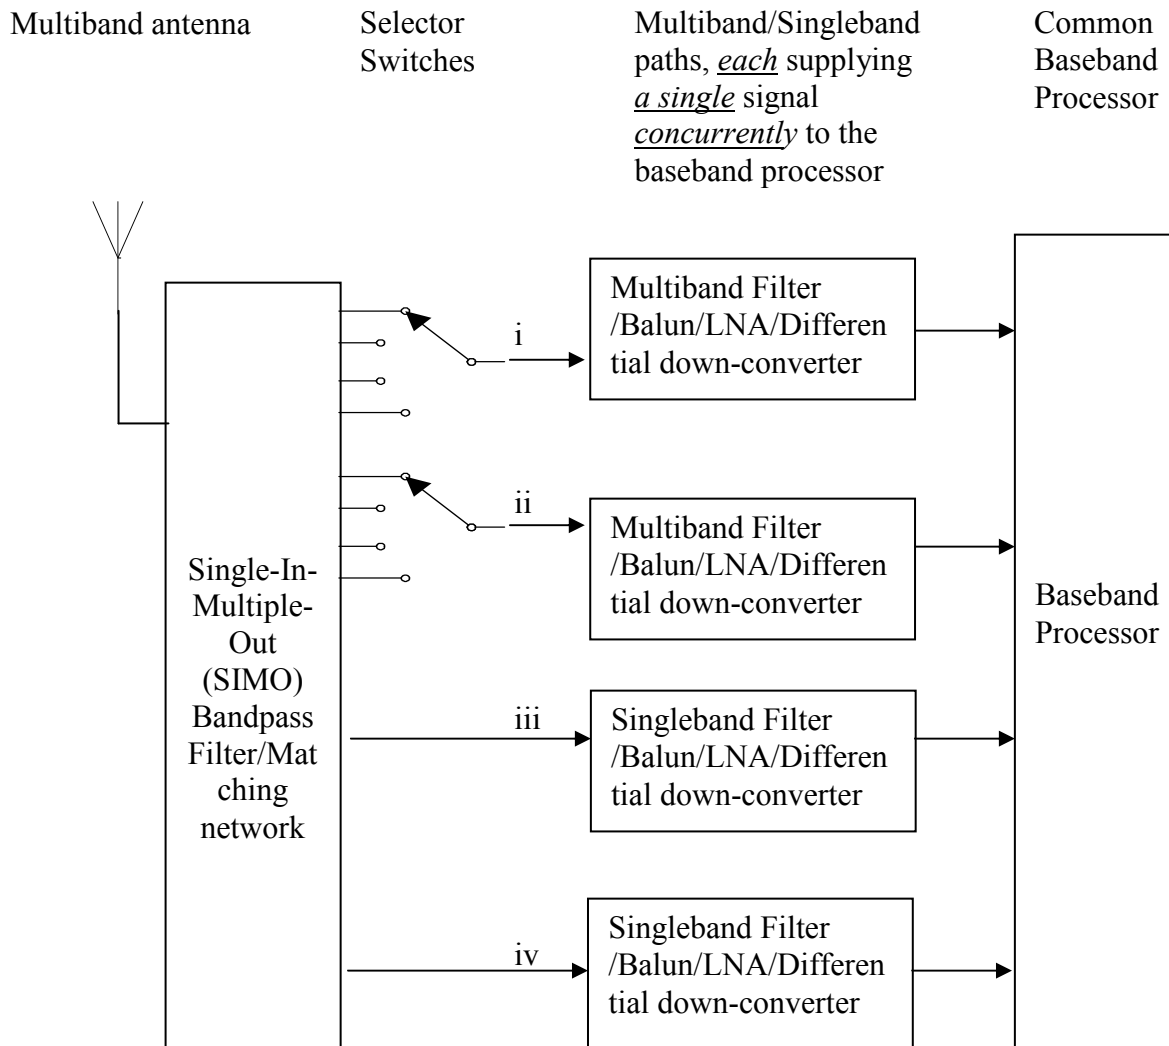 Multiband antenna
Selector
Switches
Multiband/Singleband
paths, each supplying
a single signal
concurrently to the
baseband processor
Common
Baseband
Processor
Single-In-
Multiple-
Out
(SIMO)
Bandpass
Filter/Mat
ching
network
i
Multiband Filter
/Balun/LNA/Differen
tial down-converter
ii
Multiband Filter
/Balun/LNA/Differen
tial down-converter
iii
Singleband Filter
/Balun/LNA/Differen
tial down-converter
iv
Singleband Filter
/Balun/LNA/Differen
tial down-converter
Baseband
Processor